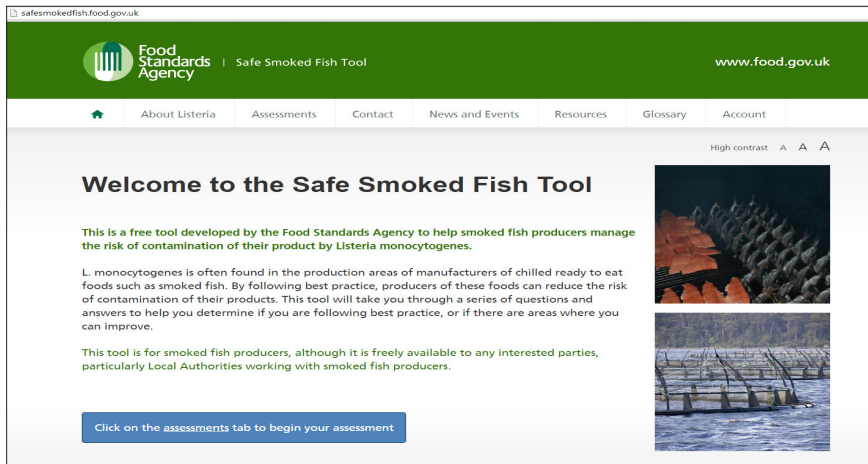 safesmokedfish.food.gov.uk
Food
Standards
Agency
| Safe Smoked Fish Tool
www.food.gov.uk
About Listeria Assessments Contact News and Events Resources Glossary Account
High contrast A A A
Welcome to the Safe Smoked Fish Tool
This is a free tool developed by the Food Standards Agency to help smoked fish producers manage
the risk of contamination of their product by Listeria monocytogenes.
L. monocytogenes is often found in the production areas of manufacturers of chilled ready to eat
foods such as smoked fish. By following best practice, producers of these foods can reduce the risk
of contamination of their products. This tool will take you through a series of questions and
answers to help you determine if you are following best practice, or if there are areas where you
can improve.
This tool is for smoked fish producers, although it is freely available to any interested parties,
particularly Local Authorities working with smoked fish producers.
Click on the assessments tab to begin your assessment